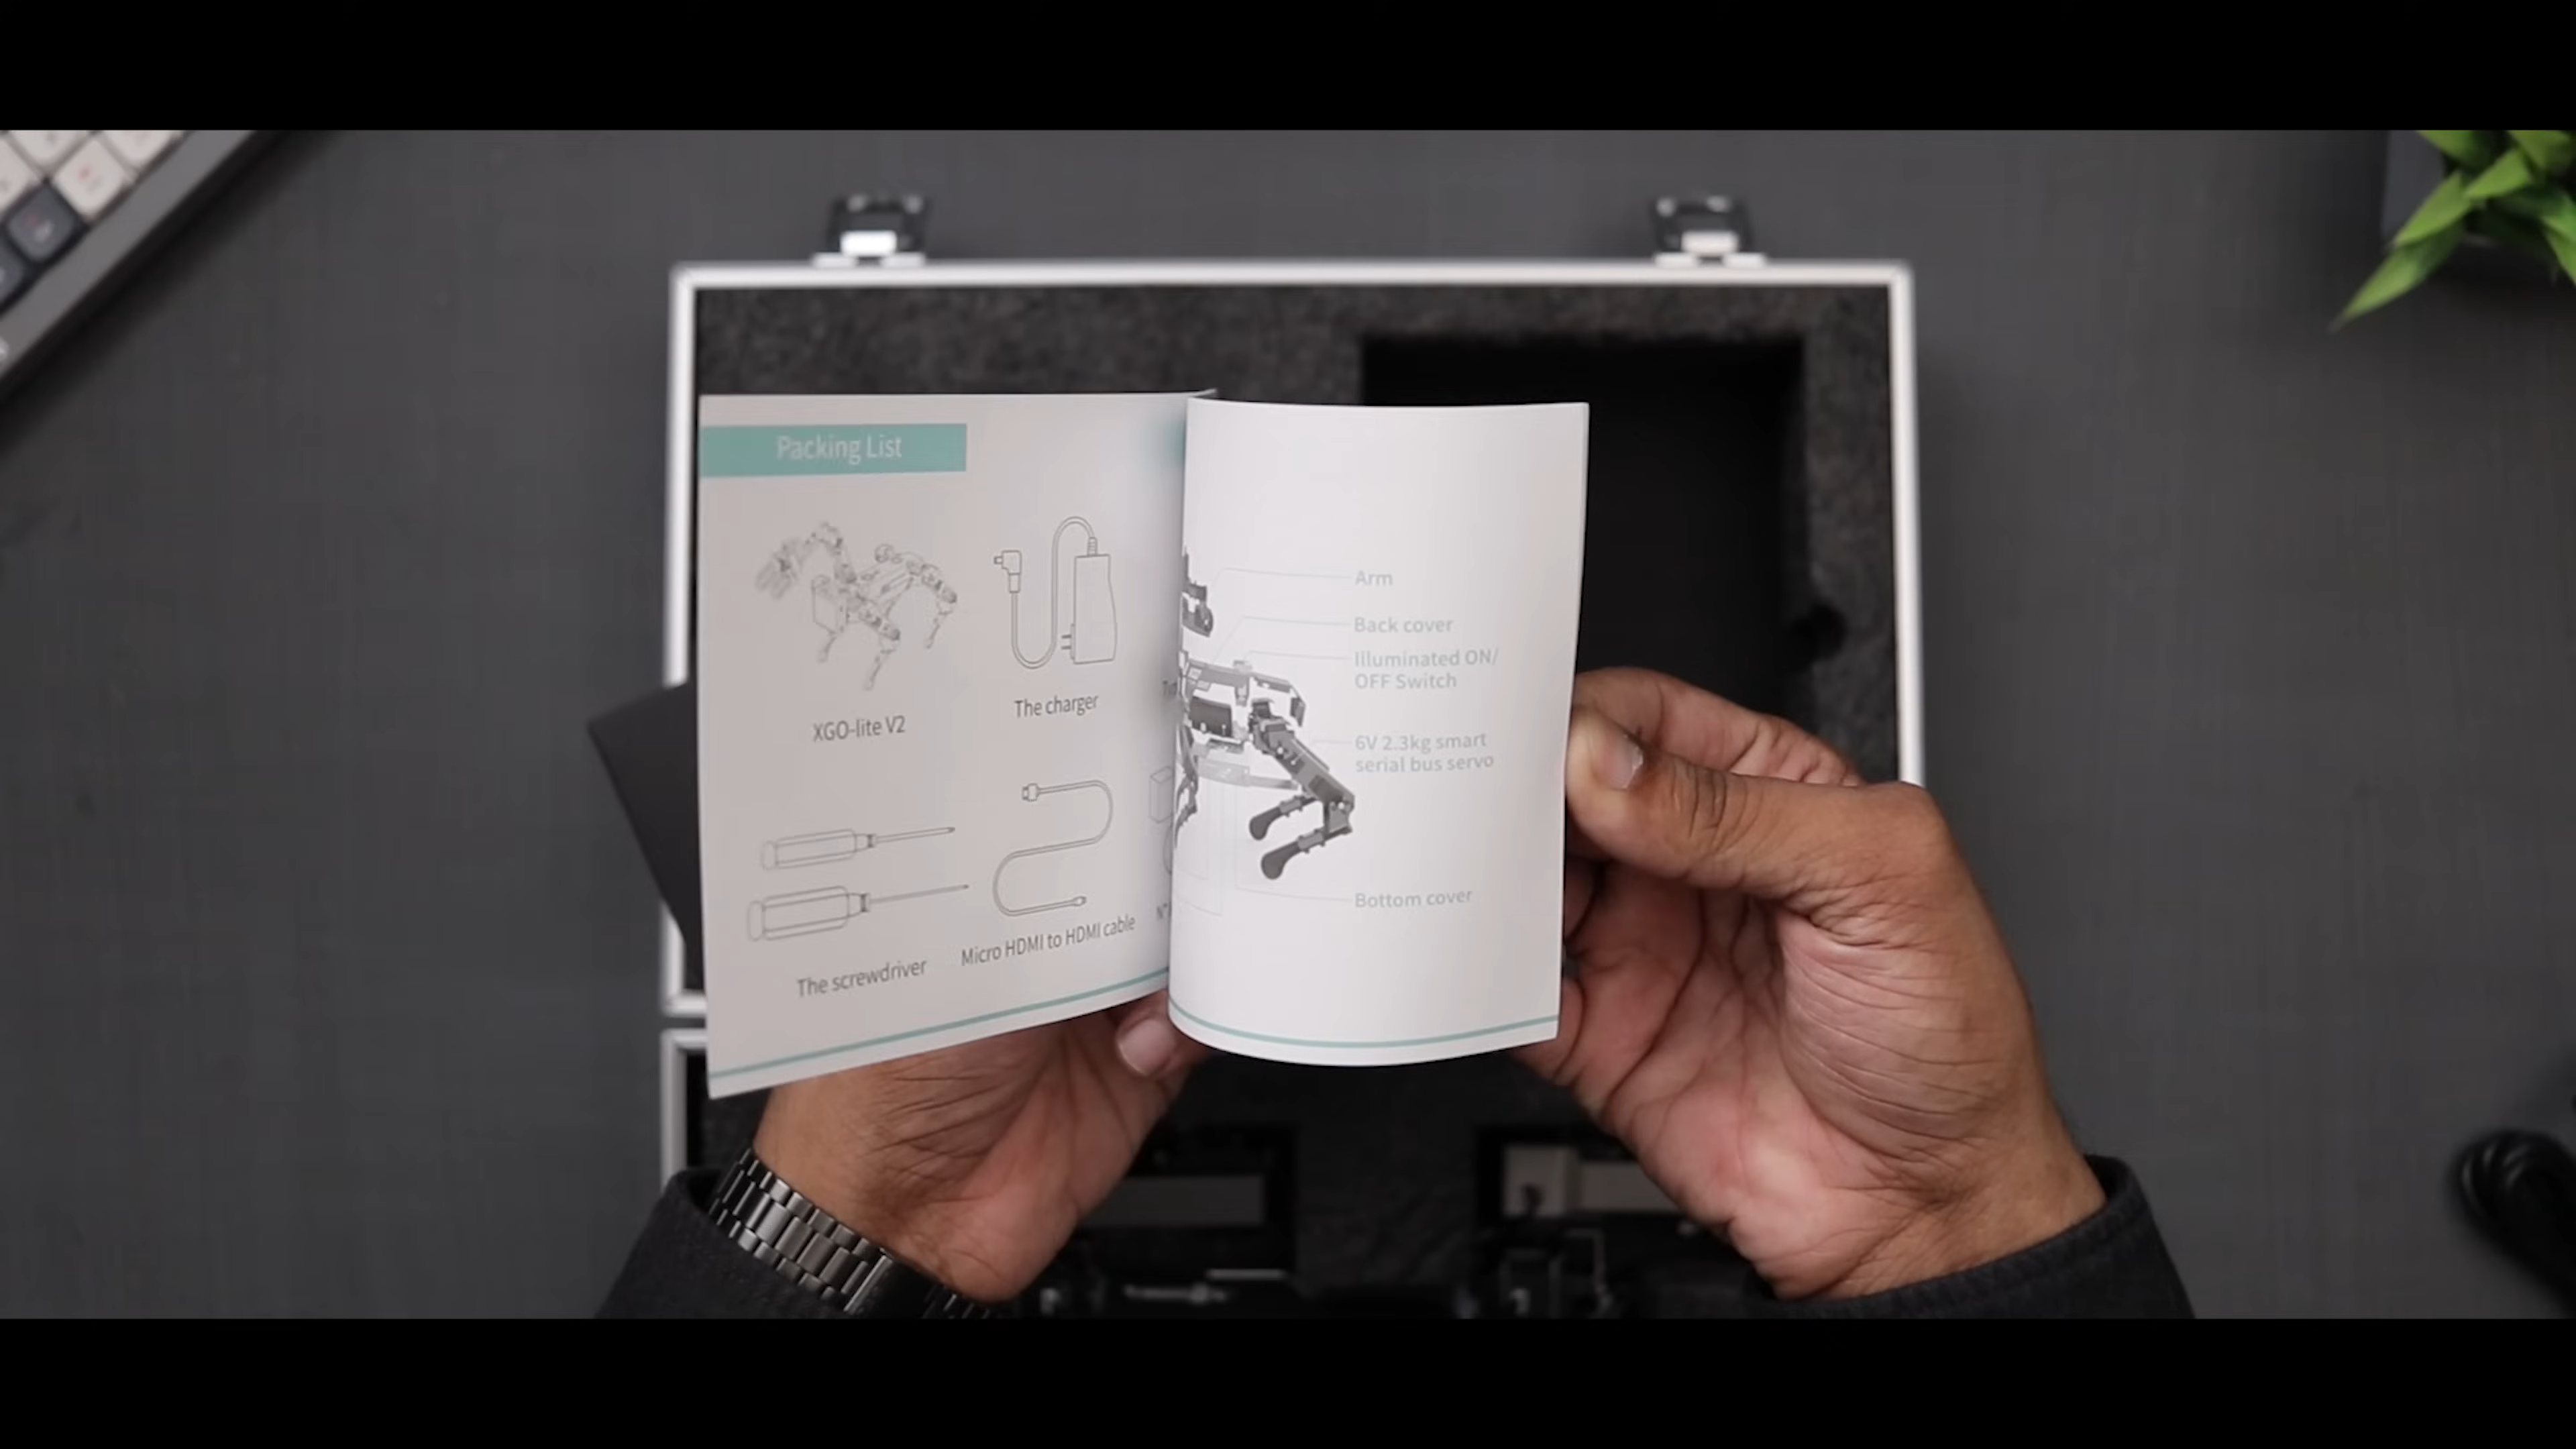 Packing List
XGO-lite V2
The charger
The screwdriver
Micro HDMI to HDMI cable
Arm
Back cover
Illuminated ON/
OFF Switch
6V 2.3kg smart
serial bus servo
Bottom cover